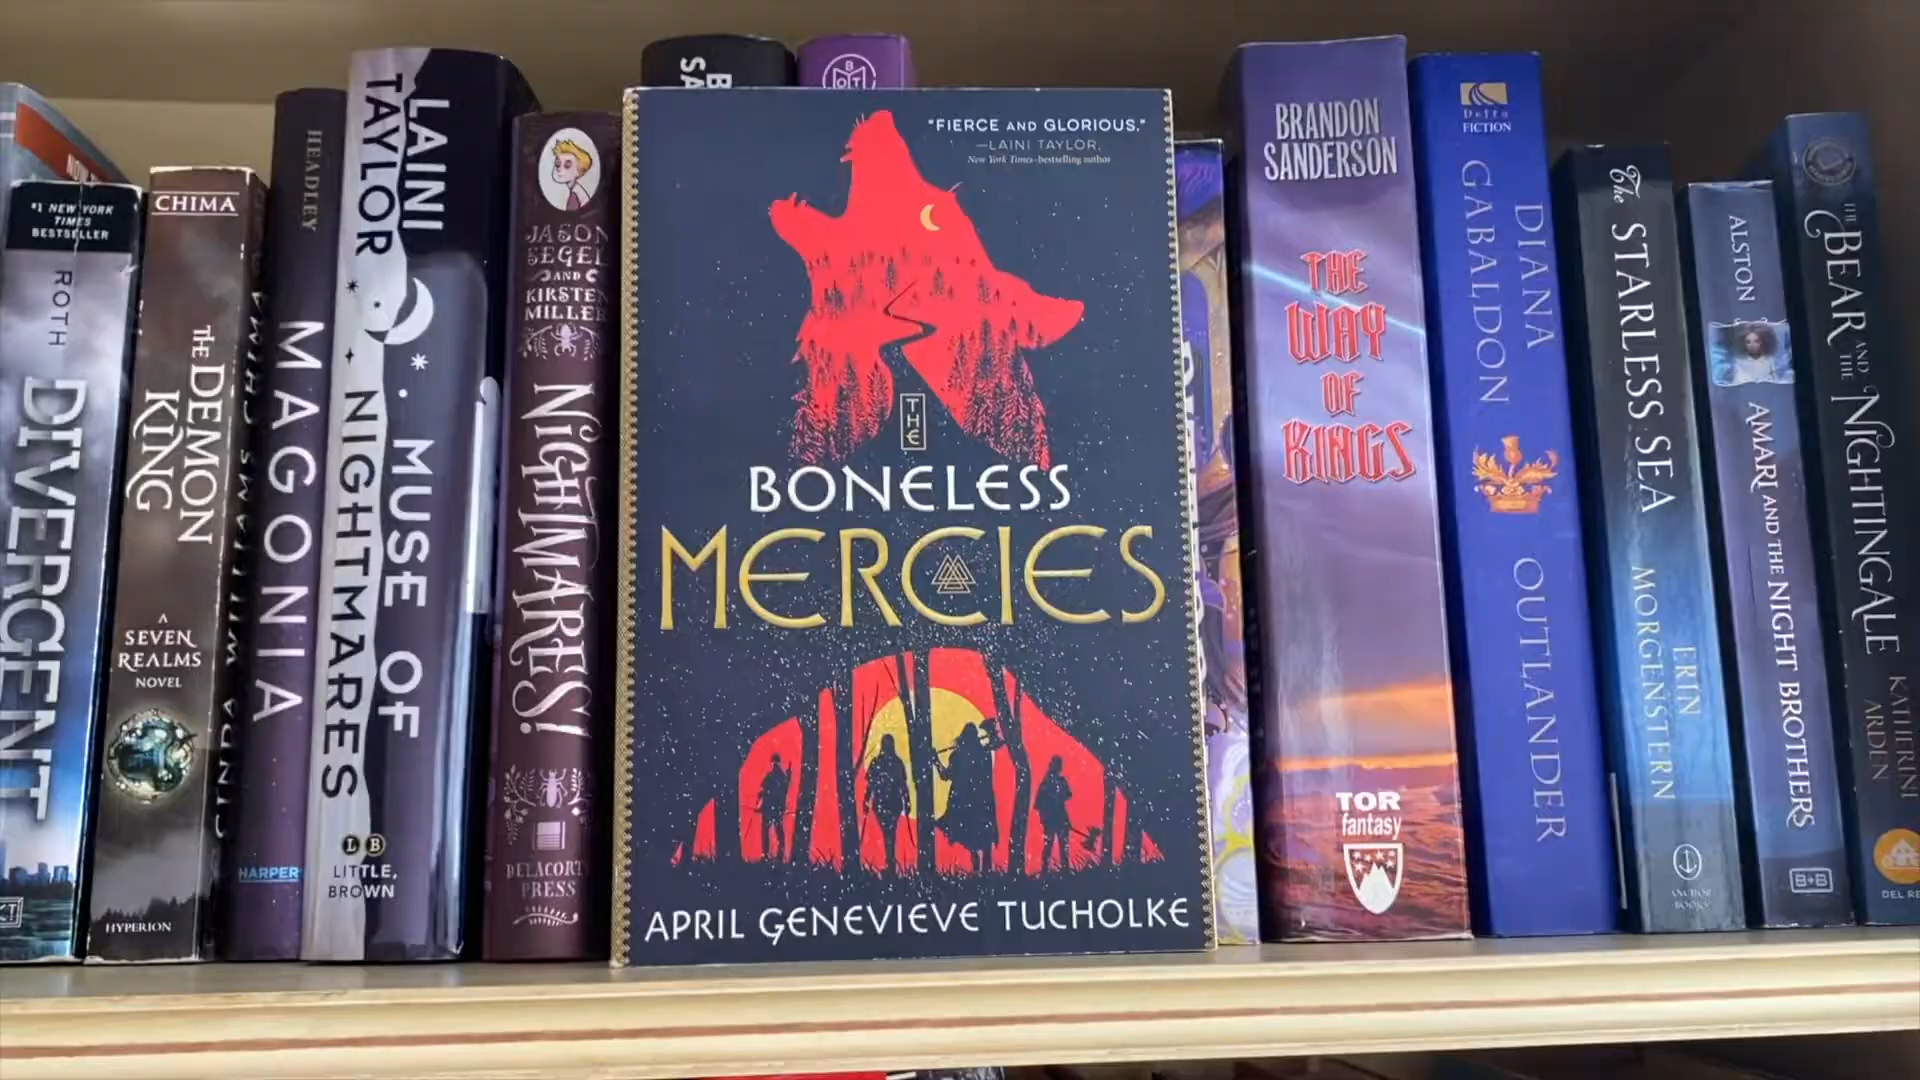 #1 NEW YORK
TIMES
BESTSELLER
ROTH
DIVERGENT
CHIMA
THE DEMON
KING
A
SEVEN
REALMS
NOVEL
HYPERION
HEADLEY
MAGONIA
HARPER
LAINI
TAYLOR
MUSE OF
NIGHTMARES
LB
LITTLE,
BROWN
JASON
SEGEL
AND
KIRSTEN
MILLER
NIGHTMARES!
DELACORTE
PRESS
BOTM
"FIERCE AND GLORIOUS."
—LAINI TAYLOR,
New York Times–bestselling author
THE
BONELESS
MERCIES
APRIL GENEVIEVE TUCHOLKE
BRANDON
SANDERSON
THE
WAY
OF
KINGS
TOR
fantasy
Delta
FICTION
DIANA
GABALDON
OUTLANDER
The STARLESS SEA
ERIN
MORGENSTERN
ANCHOR
BOOKS
ALSTON
AMARI AND THE NIGHT BROTHERS
B+B
THE BEAR AND THE NIGHTINGALE
KATHERINE
ARDEN
DEL RE